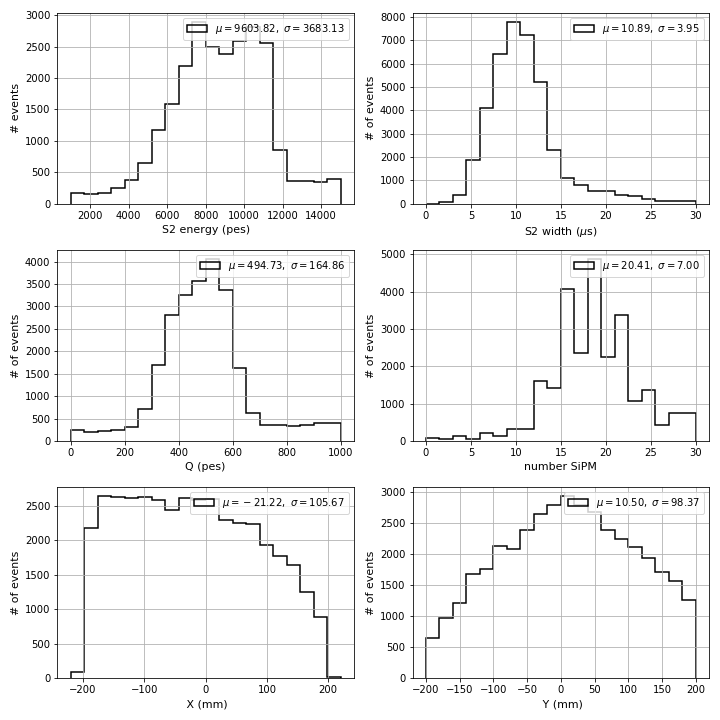 3000
2500
2000
1500
1000
500
0
# events
μ = 9603.82, σ = 3683.13
2000 4000 6000 8000 10000 12000 14000
S2 energy (pes)
8000
7000
6000
5000
4000
3000
2000
1000
0
# of events
μ = 10.89, σ = 3.95
0 5 10 15 20 25 30
S2 width (μs)
4000
3500
3000
2500
2000
1500
1000
500
0
# of events
μ = 494.73, σ = 164.86
0 200 400 600 800 1000
Q (pes)
5000
4000
3000
2000
1000
0
# of events
μ = 20.41, σ = 7.00
0 5 10 15 20 25 30
number SiPM
2500
2000
1500
1000
500
0
# of events
μ = −21.22, σ = 105.67
−200 −100 0 100 200
X (mm)
3000
2500
2000
1500
1000
500
0
# of events
μ = 10.50, σ = 98.37
−200 −150 −100 −50 0 50 100 150 200
Y (mm)